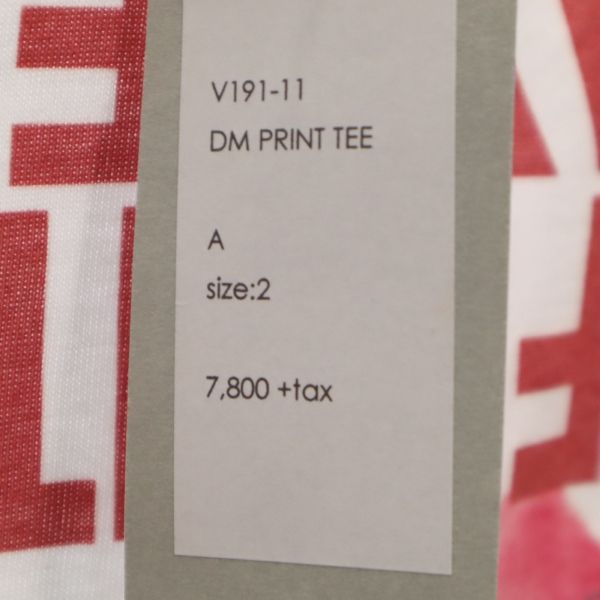 V191-11
DM PRINT TEE
A
size:2
7,800 +tax